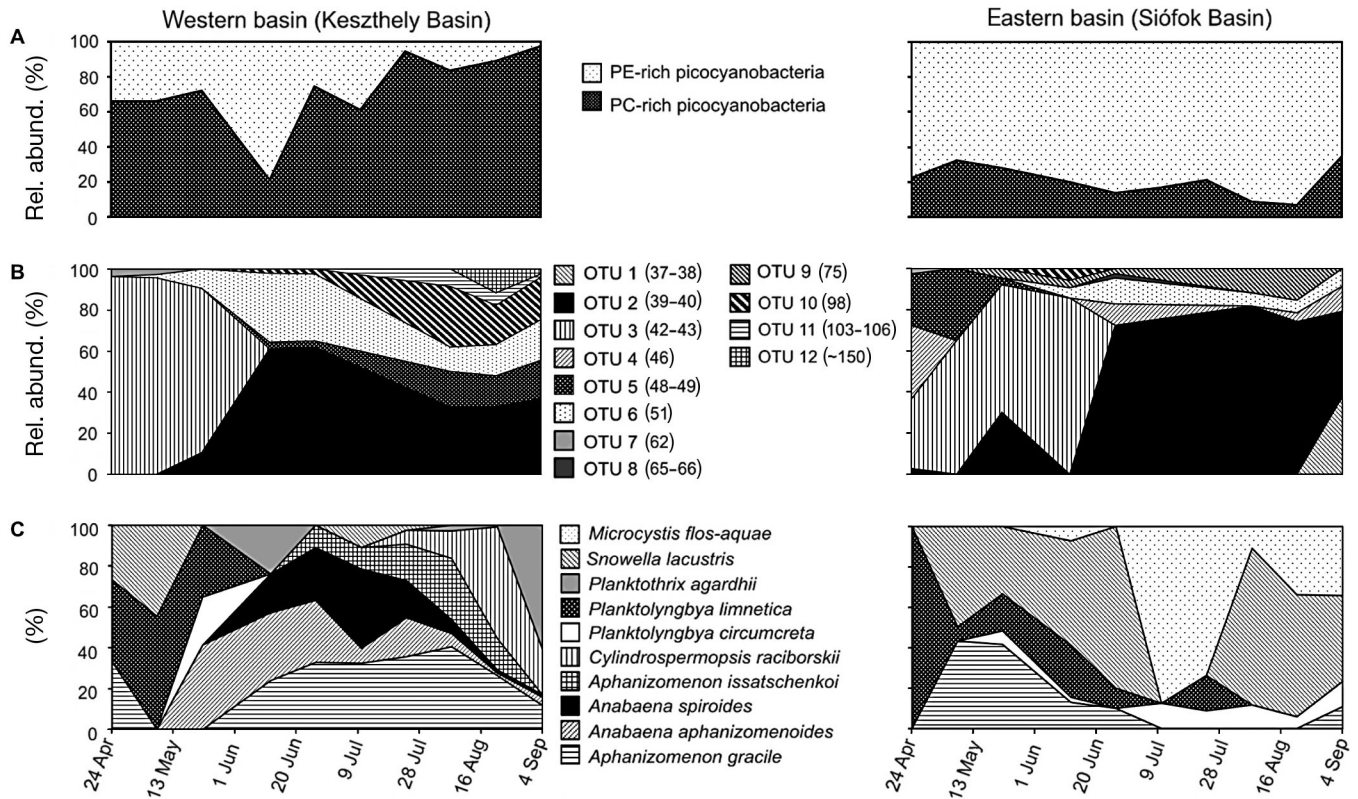 Western basin (Keszthely Basin)
Eastern basin (Siófok Basin)
A
Rel. abund. (%)
100
80
60
40
20
0
PE-rich picocyanobacteria
PC-rich picocyanobacteria
B
Rel. abund. (%)
100
80
60
40
20
0
OTU 1 (37–38)
OTU 2 (39–40)
OTU 3 (42–43)
OTU 4 (46)
OTU 5 (48–49)
OTU 6 (51)
OTU 7 (62)
OTU 8 (65–66)
OTU 9 (75)
OTU 10 (98)
OTU 11 (103–106)
OTU 12 (~150)
C
(%)
100
80
60
40
20
0
Microcystis flos-aquae
Snowella lacustris
Planktothrix agardhii
Planktolyngbya limnetica
Planktolyngbya circumcreta
Cylindrospermopsis raciborskii
Aphanizomenon issatschenkoi
Anabaena spiroides
Anabaena aphanizomenoides
Aphanizomenon gracile
24 Apr
13 May
1 Jun
20 Jun
9 Jul
28 Jul
16 Aug
4 Sep
24 Apr
13 May
1 Jun
20 Jun
9 Jul
28 Jul
16 Aug
4 Sep